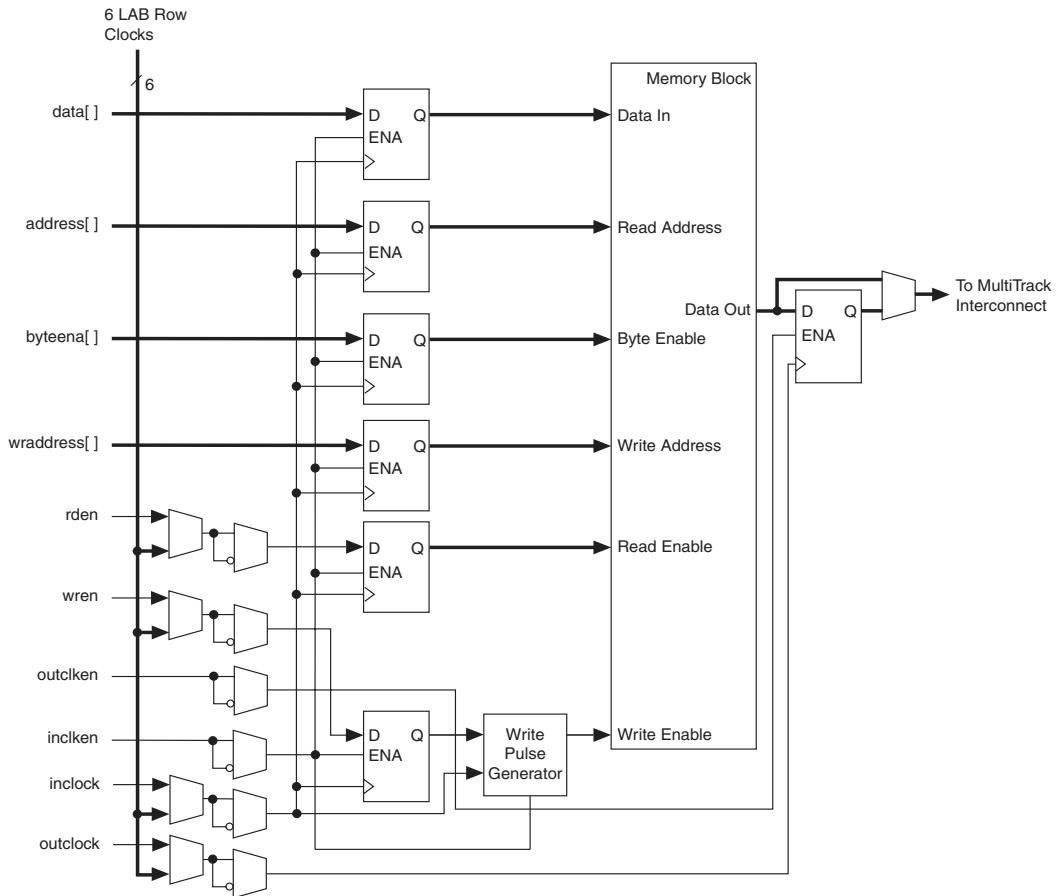 6 LAB Row
Clocks
6
data[ ]
D Q
ENA
Memory Block
Data In
address[ ]
D Q
ENA
Read Address
To MultiTrack
Interconnect
Data Out
D Q
ENA
byteena[ ]
D Q
ENA
Byte Enable
wraddress[ ]
D Q
ENA
Write Address
rden
D Q
ENA
Read Enable
wren
outclken
inclken
D Q
ENA
Write
Pulse
Generator
Write Enable
inclock
outclock